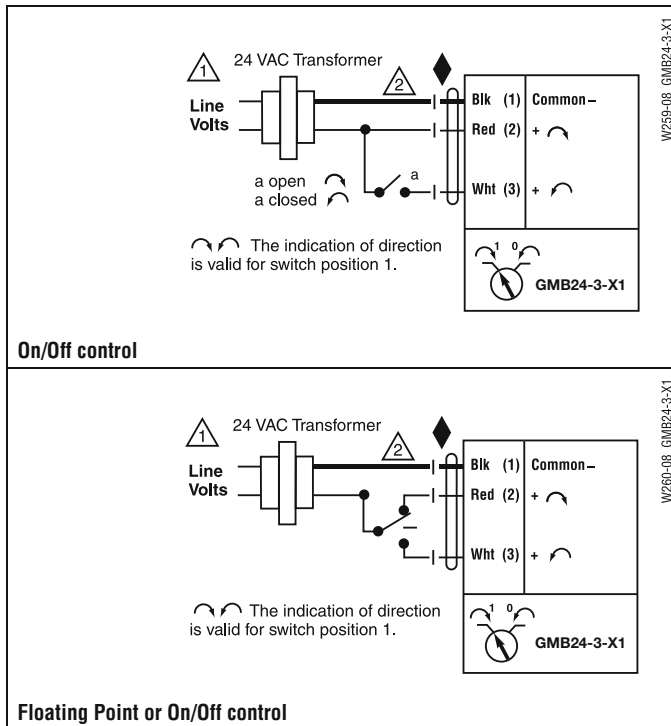 24 VAC Transformer
1
2
Line
Volts
Blk (1) Common –
Red (2) +
a
a open
a closed
Wht (3) +
The indication of direction
is valid for switch position 1.
1 0
GMB24-3-X1
On/Off control
W259-08 GMB24-3-X1
24 VAC Transformer
1
2
Line
Volts
Blk (1) Common –
Red (2) +
Wht (3) +
The indication of direction
is valid for switch position 1.
1 0
GMB24-3-X1
Floating Point or On/Off control
W260-08 GMB24-3-X1